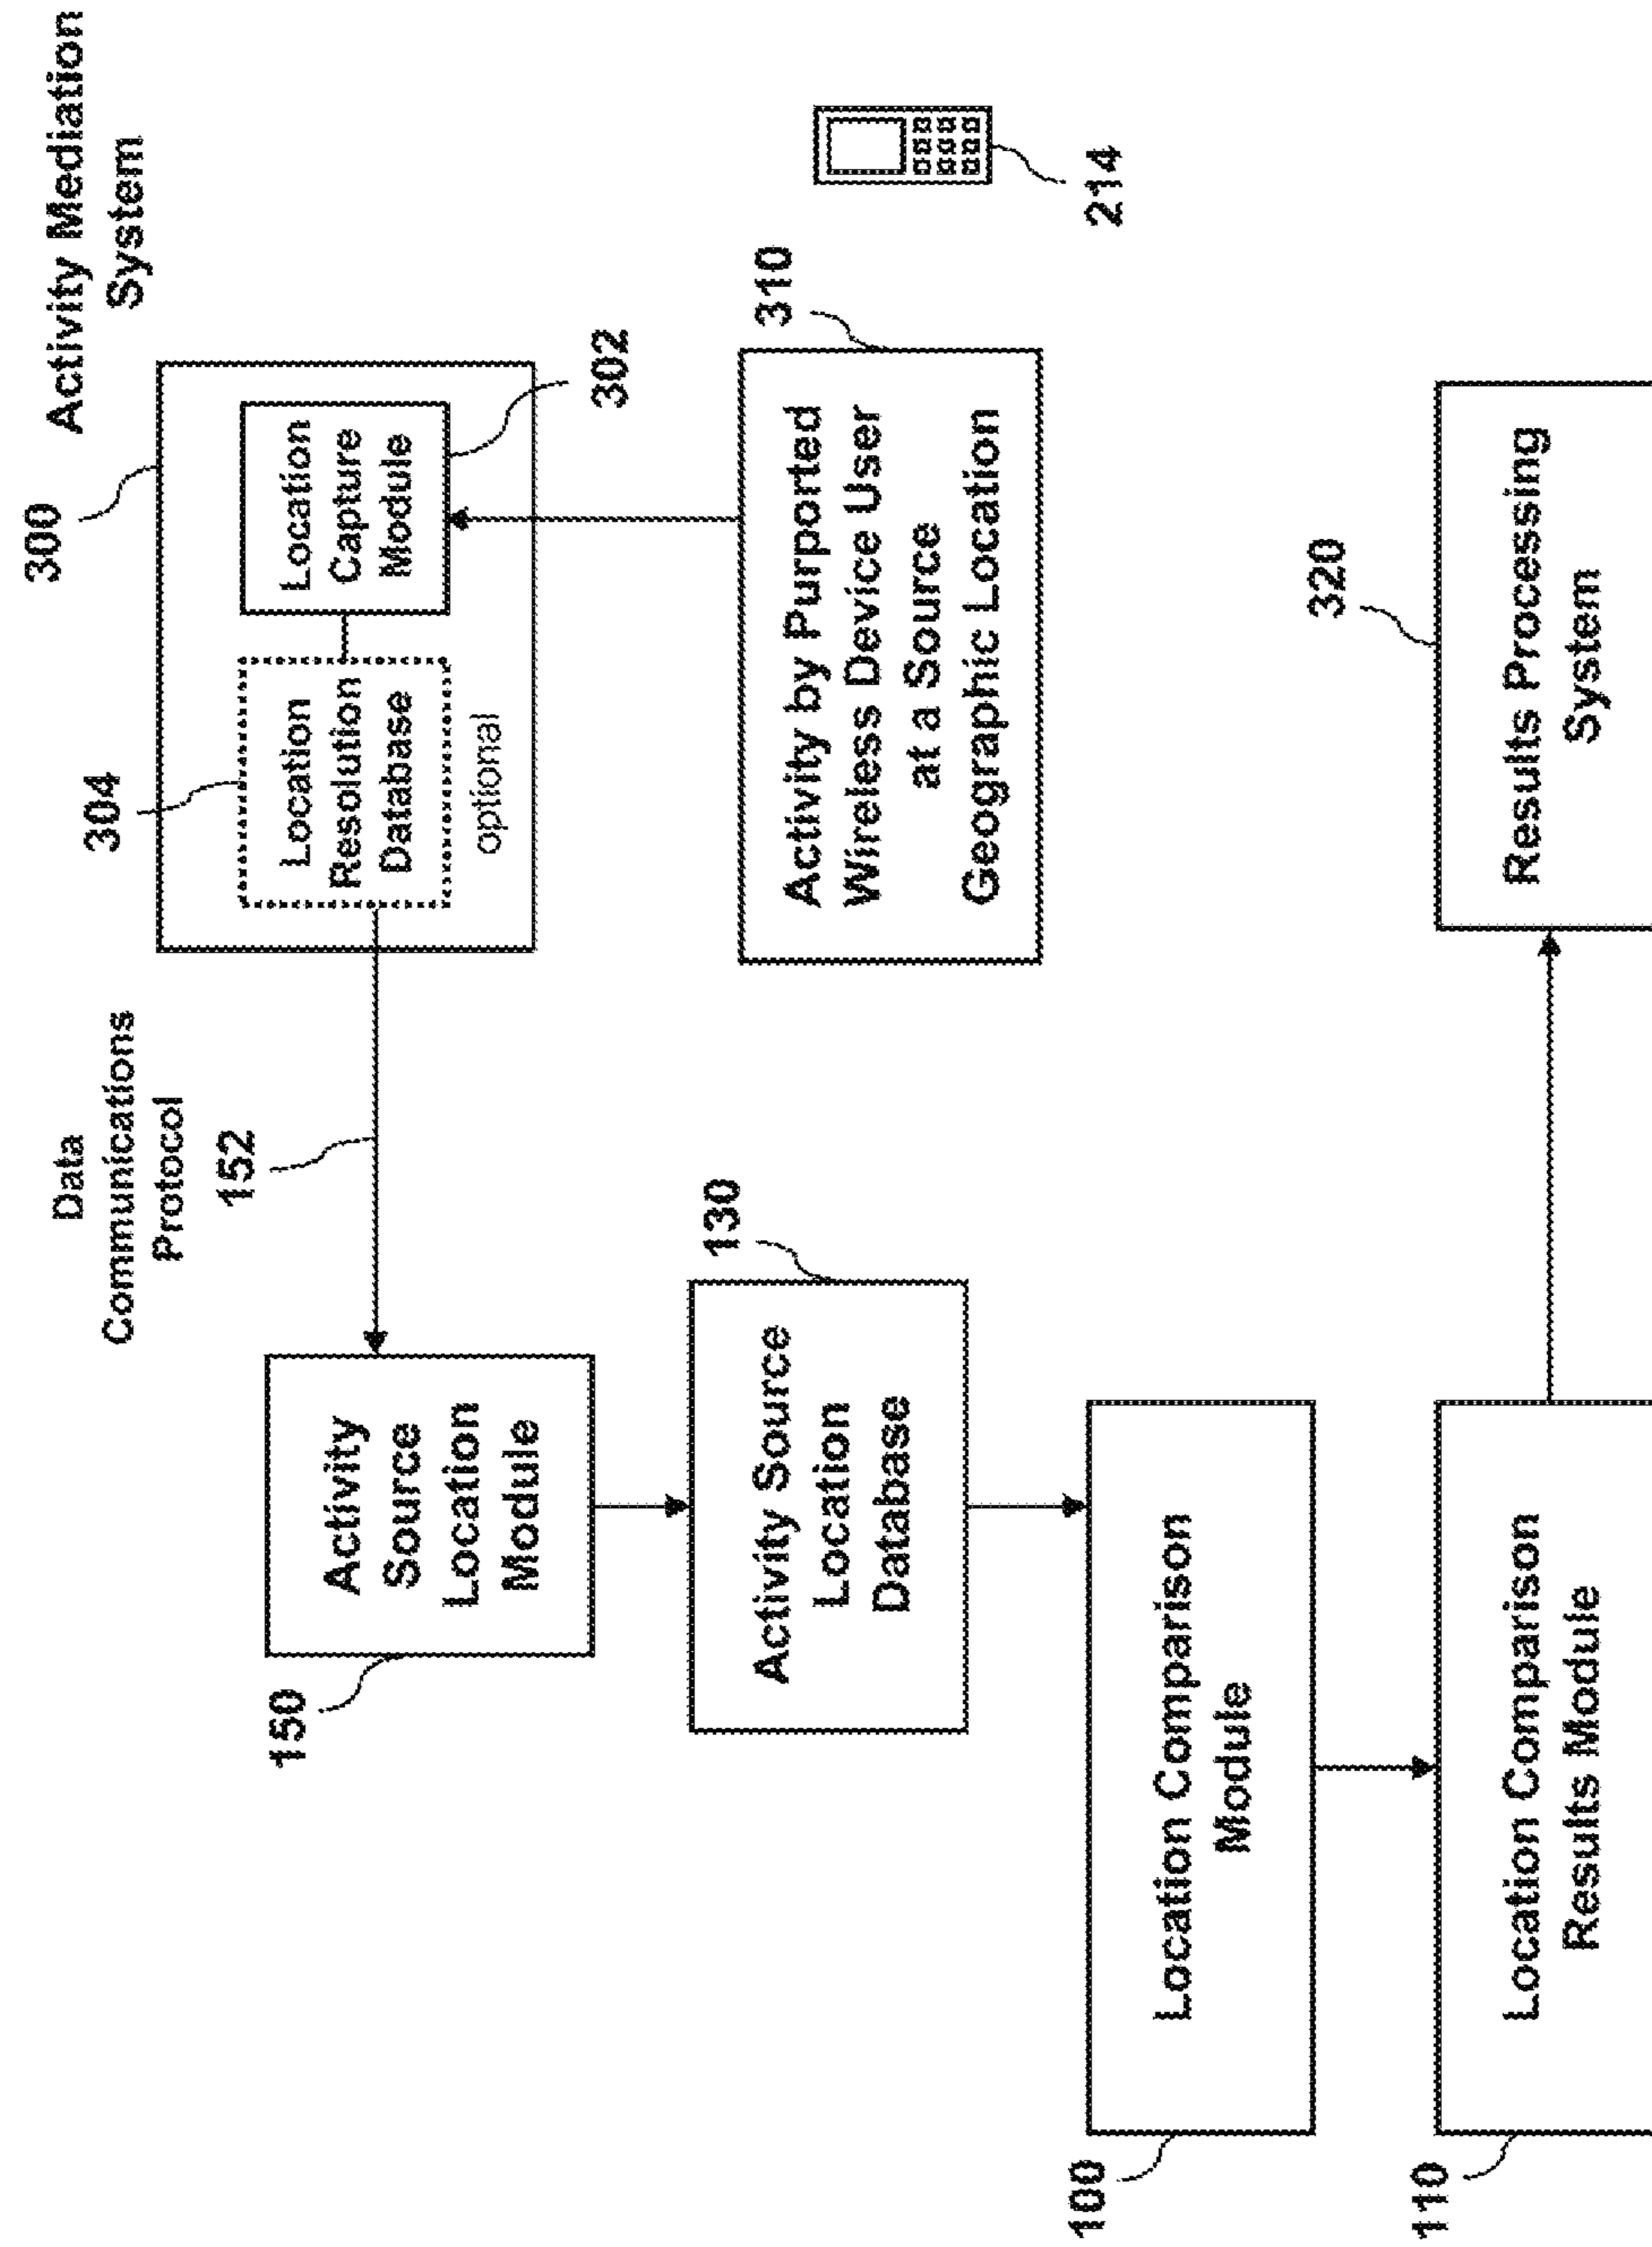 Activity Mediation
System
300
Data
Communications
Protocol
152
304
Location
Resolution
Database
optional
Location
Capture
Module
302
150
Activity
Source
Location
Module
130
Activity Source
Location
Database
310
Activity by Purported
Wireless Device User
at a Source
Geographic Location
214
100
Location Comparison
Module
110
Location Comparison
Results Module
320
Results Processing
System